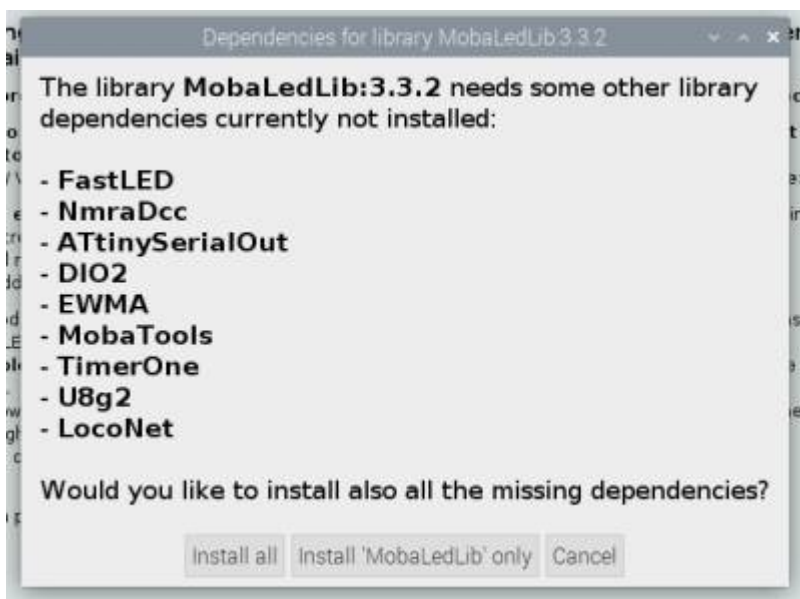 Dependencies for library MobaLedLib:3.3.2
The library MobaLedLib:3.3.2 needs some other library
dependencies currently not installed:
- FastLED
- NmraDcc
- ATtinySerialOut
- DIO2
- EWMA
- MobaTools
- TimerOne
- U8g2
- LocoNet
Would you like to install also all the missing dependencies?
Install all Install 'MobaLedLib' only Cancel